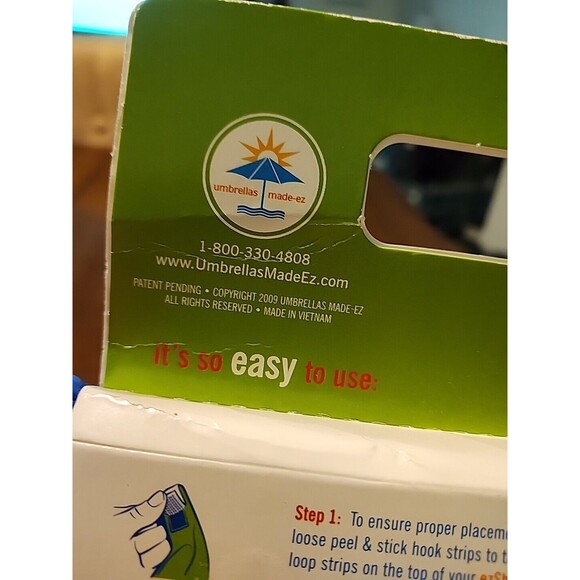 umbrellas made-ez
1-800-330-4808
www.UmbrellasMadeEz.com
PATENT PENDING • COPYRIGHT 2009 UMBRELLAS MADE-EZ
ALL RIGHTS RESERVED • MADE IN VIETNAM
it's so easy to use:
Step 1: To ensure proper placem
loose peel & stick hook strips to t
loop strips on the top of your